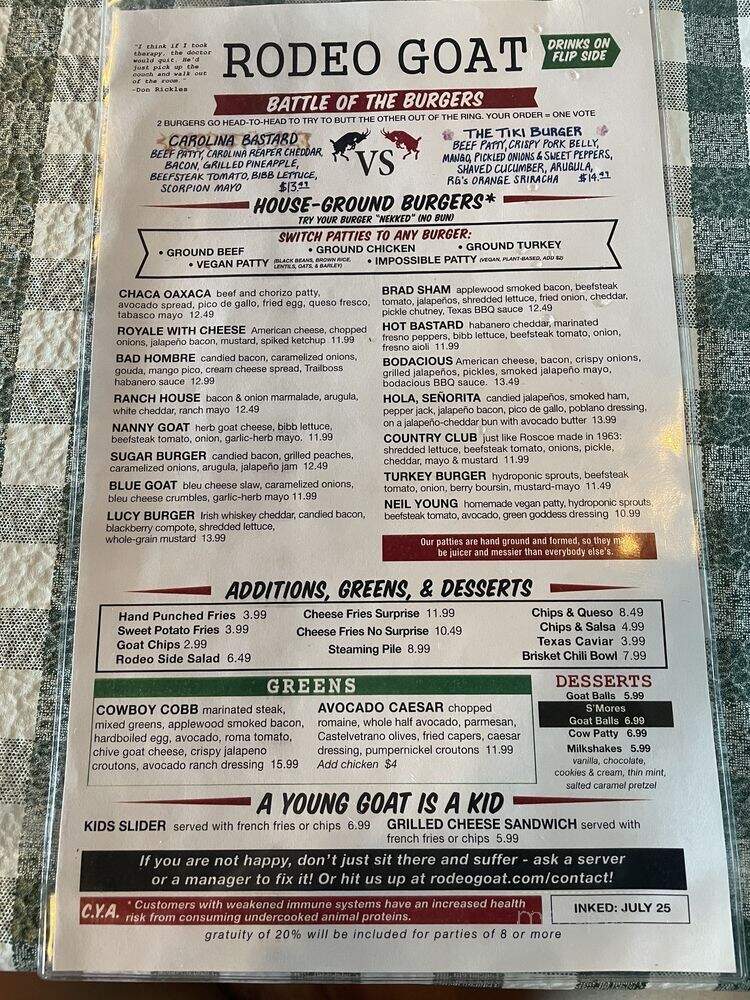 "I think if I took
therapy, the doctor
would quit. He'd
just pick up the
couch and walk out
of the room."
-Don Rickles
RODEO GOAT
DRINKS ON
FLIP SIDE
BATTLE OF THE BURGERS
2 BURGERS GO HEAD-TO-HEAD TO TRY TO BUTT THE OTHER OUT OF THE RING. YOUR ORDER = ONE VOTE
CAROLINA BASTARD
BEEF PATTY, CAROLINA REAPER CHEDDAR,
BACON, GRILLED PINEAPPLE,
BEEFSTEAK TOMATO, BIBB LETTUCE,
SCORPION MAYO $13.49
VS
THE TIKI BURGER
BEEF PATTY, CRISPY PORK BELLY,
MANGO, PICKLED ONIONS & SWEET PEPPERS,
SHAVED CUCUMBER, ARUGULA,
RG's ORANGE SRIRACHA $14.49
HOUSE-GROUND BURGERS*
TRY YOUR BURGER "NEKKED" (NO BUN)
SWITCH PATTIES TO ANY BURGER:
• GROUND BEEF • GROUND CHICKEN • GROUND TURKEY
• VEGAN PATTY (BLACK BEANS, BROWN RICE, LENTILS, OATS, & BARLEY) • IMPOSSIBLE PATTY (VEGAN, PLANT-BASED, ADD $2)
CHACA OAXACA beef and chorizo patty,
avocado spread, pico de gallo, fried egg, queso fresco,
tabasco mayo 12.49
ROYALE WITH CHEESE American cheese, chopped
onions, jalapeño bacon, mustard, spiked ketchup 11.99
BAD HOMBRE candied bacon, caramelized onions,
gouda, mango pico, cream cheese spread, Trailboss
habanero sauce 12.99
RANCH HOUSE bacon & onion marmalade, arugula,
white cheddar, ranch mayo 12.49
NANNY GOAT herb goat cheese, bibb lettuce,
beefsteak tomato, onion, garlic-herb mayo. 11.99
SUGAR BURGER candied bacon, grilled peaches,
caramelized onions, arugula, jalapeño jam 12.49
BLUE GOAT bleu cheese slaw, caramelized onions,
bleu cheese crumbles, garlic-herb mayo 11.99
LUCY BURGER Irish whiskey cheddar, candied bacon,
blackberry compote, shredded lettuce,
whole-grain mustard 13.99
BRAD SHAM applewood smoked bacon, beefsteak
tomato, jalapeños, shredded lettuce, fried onion, cheddar,
pickle chutney, Texas BBQ sauce 12.49
HOT BASTARD habanero cheddar, marinated
fresno peppers, bibb lettuce, beefsteak tomato, onion,
fresno aioli 11.99
BODACIOUS American cheese, bacon, crispy onions,
grilled jalapeños, pickles, smoked jalapeño mayo,
bodacious BBQ sauce. 13.49
HOLA, SEÑORITA candied jalapeños, smoked ham,
pepper jack, jalapeño bacon, pico de gallo, poblano dressing,
on a jalapeño-cheddar bun with avocado butter 13.99
COUNTRY CLUB just like Roscoe made in 1963:
shredded lettuce, beefsteak tomato, onions, pickle,
cheddar, mayo & mustard 11.99
TURKEY BURGER hydroponic sprouts, beefsteak
tomato, onion, berry boursin, mustard-mayo 11.49
NEIL YOUNG homemade vegan patty, hydroponic sprouts,
beefsteak tomato, avocado, green goddess dressing 10.99
Our patties are hand ground and formed, so they may
be juicer and messier than everybody else's.
ADDITIONS, GREENS, & DESSERTS
Hand Punched Fries 3.99
Sweet Potato Fries 3.99
Goat Chips 2.99
Rodeo Side Salad 6.49
Cheese Fries Surprise 11.99
Cheese Fries No Surprise 10.49
Steaming Pile 8.99
Chips & Queso 8.49
Chips & Salsa 4.99
Texas Caviar 3.99
Brisket Chili Bowl 7.99
GREENS
COWBOY COBB marinated steak,
mixed greens, applewood smoked bacon,
hardboiled egg, avocado, roma tomato,
chive goat cheese, crispy jalapeno
croutons, avocado ranch dressing 15.99
AVOCADO CAESAR chopped
romaine, whole half avocado, parmesan,
Castelvetrano olives, fried capers, caesar
dressing, pumpernickel croutons 11.99
Add chicken $4
DESSERTS
Goat Balls 5.99
S'Mores
Goat Balls 6.99
Cow Patty 6.99
Milkshakes 5.99
vanilla, chocolate,
cookies & cream, thin mint,
salted caramel pretzel
A YOUNG GOAT IS A KID
KIDS SLIDER served with french fries or chips 6.99
GRILLED CHEESE SANDWICH served with
french fries or chips 5.99
If you are not happy, don't just sit there and suffer - ask a server
or a manager to fix it! Or hit us up at rodeogoat.com/contact!
C.Y.A. * Customers with weakened immune systems have an increased health
risk from consuming undercooked animal proteins.
INKED: JULY 25
gratuity of 20% will be included for parties of 8 or more